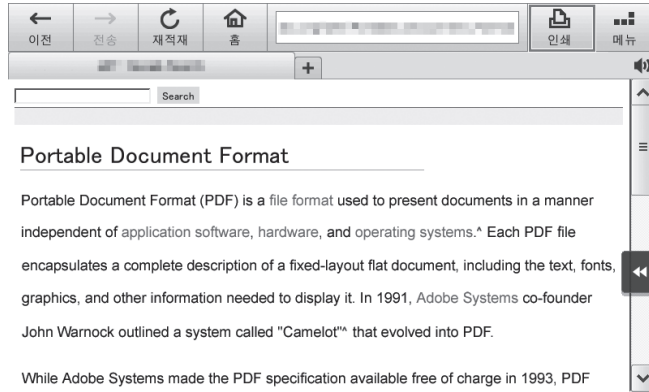 이전
전송
재적재
홈
인쇄
메뉴
+
Search
Portable Document Format
Portable Document Format (PDF) is a file format used to present documents in a manner
independent of application software, hardware, and operating systems.^ Each PDF file
encapsulates a complete description of a fixed-layout flat document, including the text, fonts,
graphics, and other information needed to display it. In 1991, Adobe Systems co-founder
John Warnock outlined a system called "Camelot"^ that evolved into PDF.
While Adobe Systems made the PDF specification available free of charge in 1993, PDF